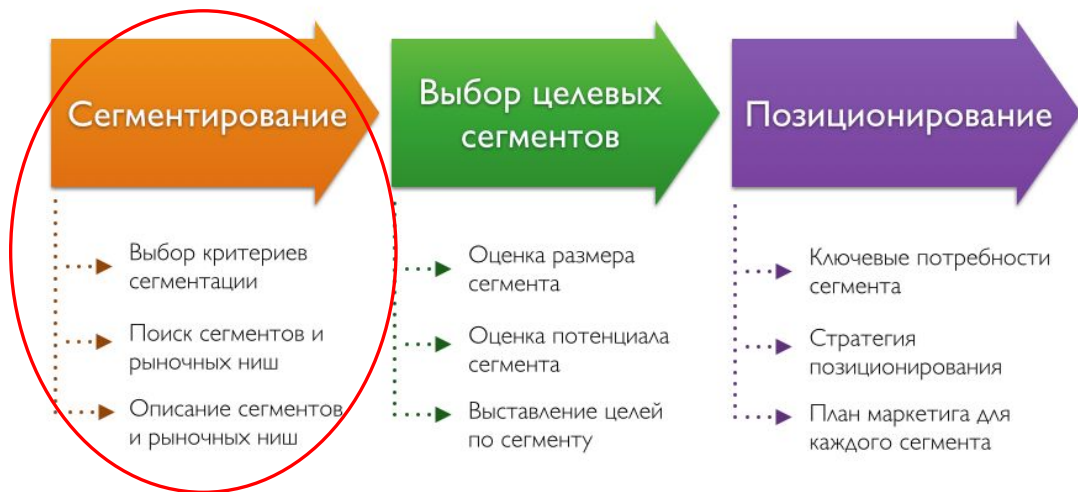 Сегментирование
Выбор критериев
сегментации
Поиск сегментов и
рыночных ниш
Описание сегментов
и рыночных ниш
Выбор целевых
сегментов
Оценка размера
сегмента
Оценка потенциала
сегмента
Выставление целей
по сегменту
Позиционирование
Ключевые потребности
сегмента
Стратегия
позиционирования
План маркетига для
каждого сегмента